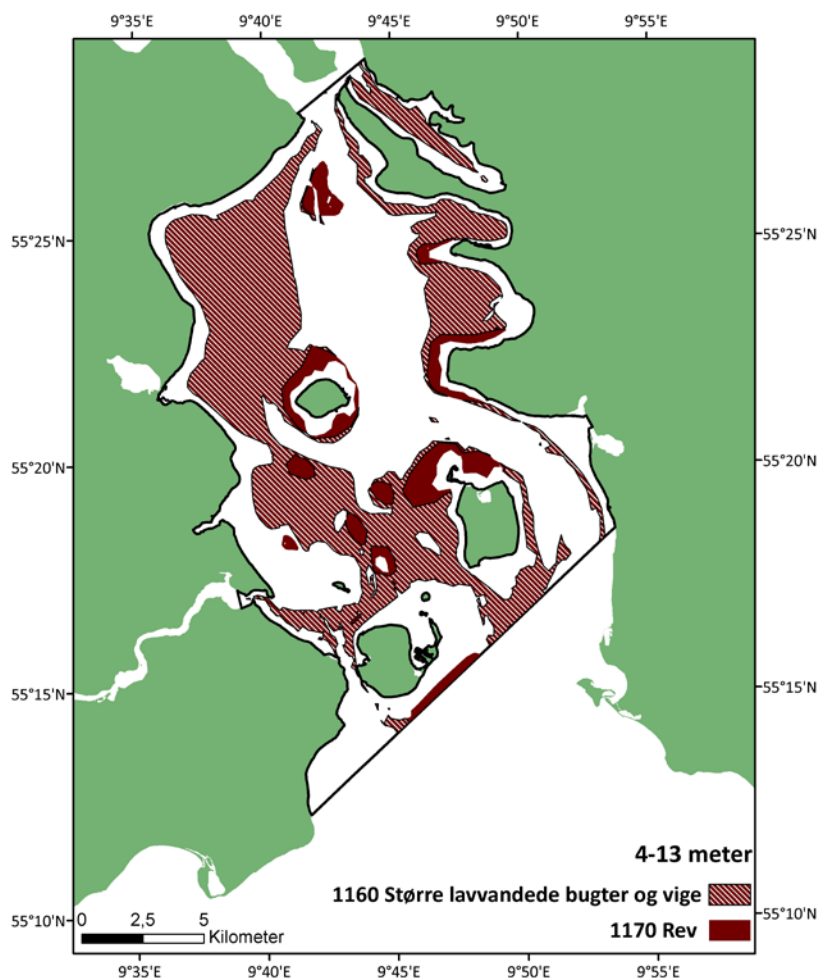 9°35'E 9°40'E 9°45'E 9°50'E 9°55'E
55°25'N 55°25'N
55°20'N 55°20'N
55°15'N 55°15'N
4-13 meter
1160 Større lavvandede bugter og vige
55°10'N 55°10'N
0 2,5 5
1170 Rev
Kilometer
9°35'E 9°40'E 9°45'E 9°50'E 9°55'E